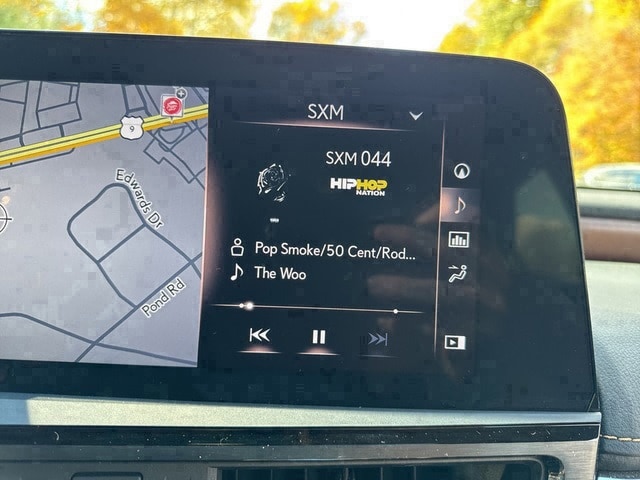 SXM
9
SXM 044
HIPHOP
NATION
Edwards Dr
Pop Smoke/50 Cent/Rod...
The Woo
Pond Rd